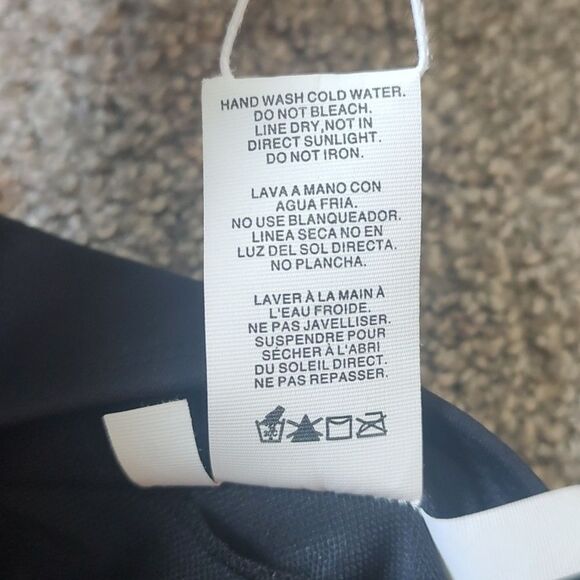 HAND WASH COLD WATER.
DO NOT BLEACH.
LINE DRY,NOT IN
DIRECT SUNLIGHT.
DO NOT IRON.
LAVA A MANO CON
AGUA FRIA.
NO USE BLANQUEADOR.
LINEA SECA NO EN
LUZ DEL SOL DIRECTA.
NO PLANCHA.
LAVER À LA MAIN À
L'EAU FROIDE.
NE PAS JAVELLISER.
SUSPENDRE POUR
SÉCHER À L'ABRI
DU SOLEIL DIRECT.
NE PAS REPASSER.